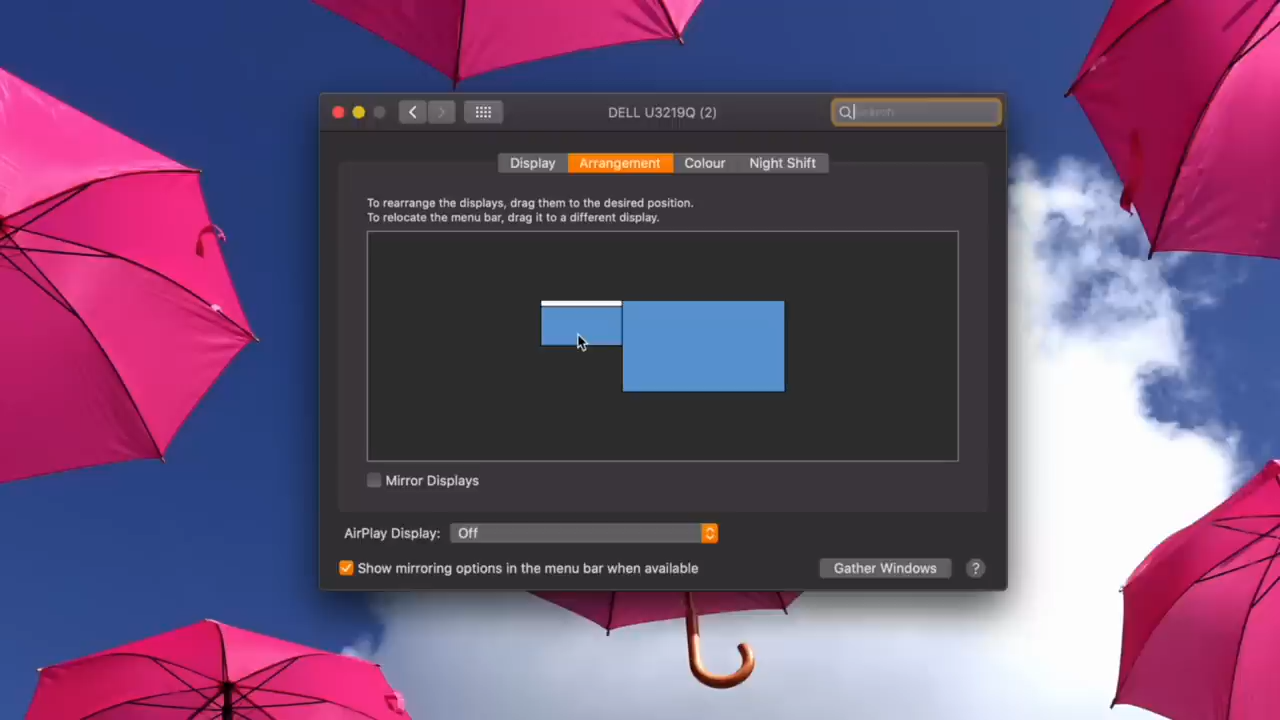 DELL U3219Q (2)
Search
Display Arrangement Colour Night Shift
To rearrange the displays, drag them to the desired position.
To relocate the menu bar, drag it to a different display.
Mirror Displays
AirPlay Display: Off
Show mirroring options in the menu bar when available
Gather Windows ?